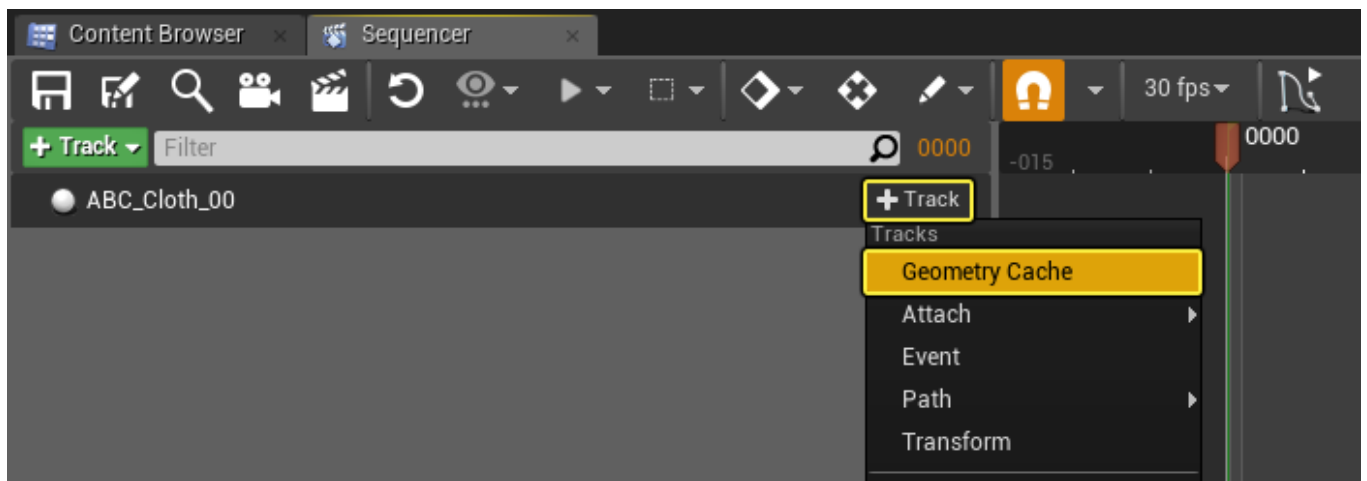 Content Browser
Sequencer
30 fps
+ Track
Filter
0000
-015
0000
ABC_Cloth_00
+ Track
Tracks
Geometry Cache
Attach
Event
Path
Transform